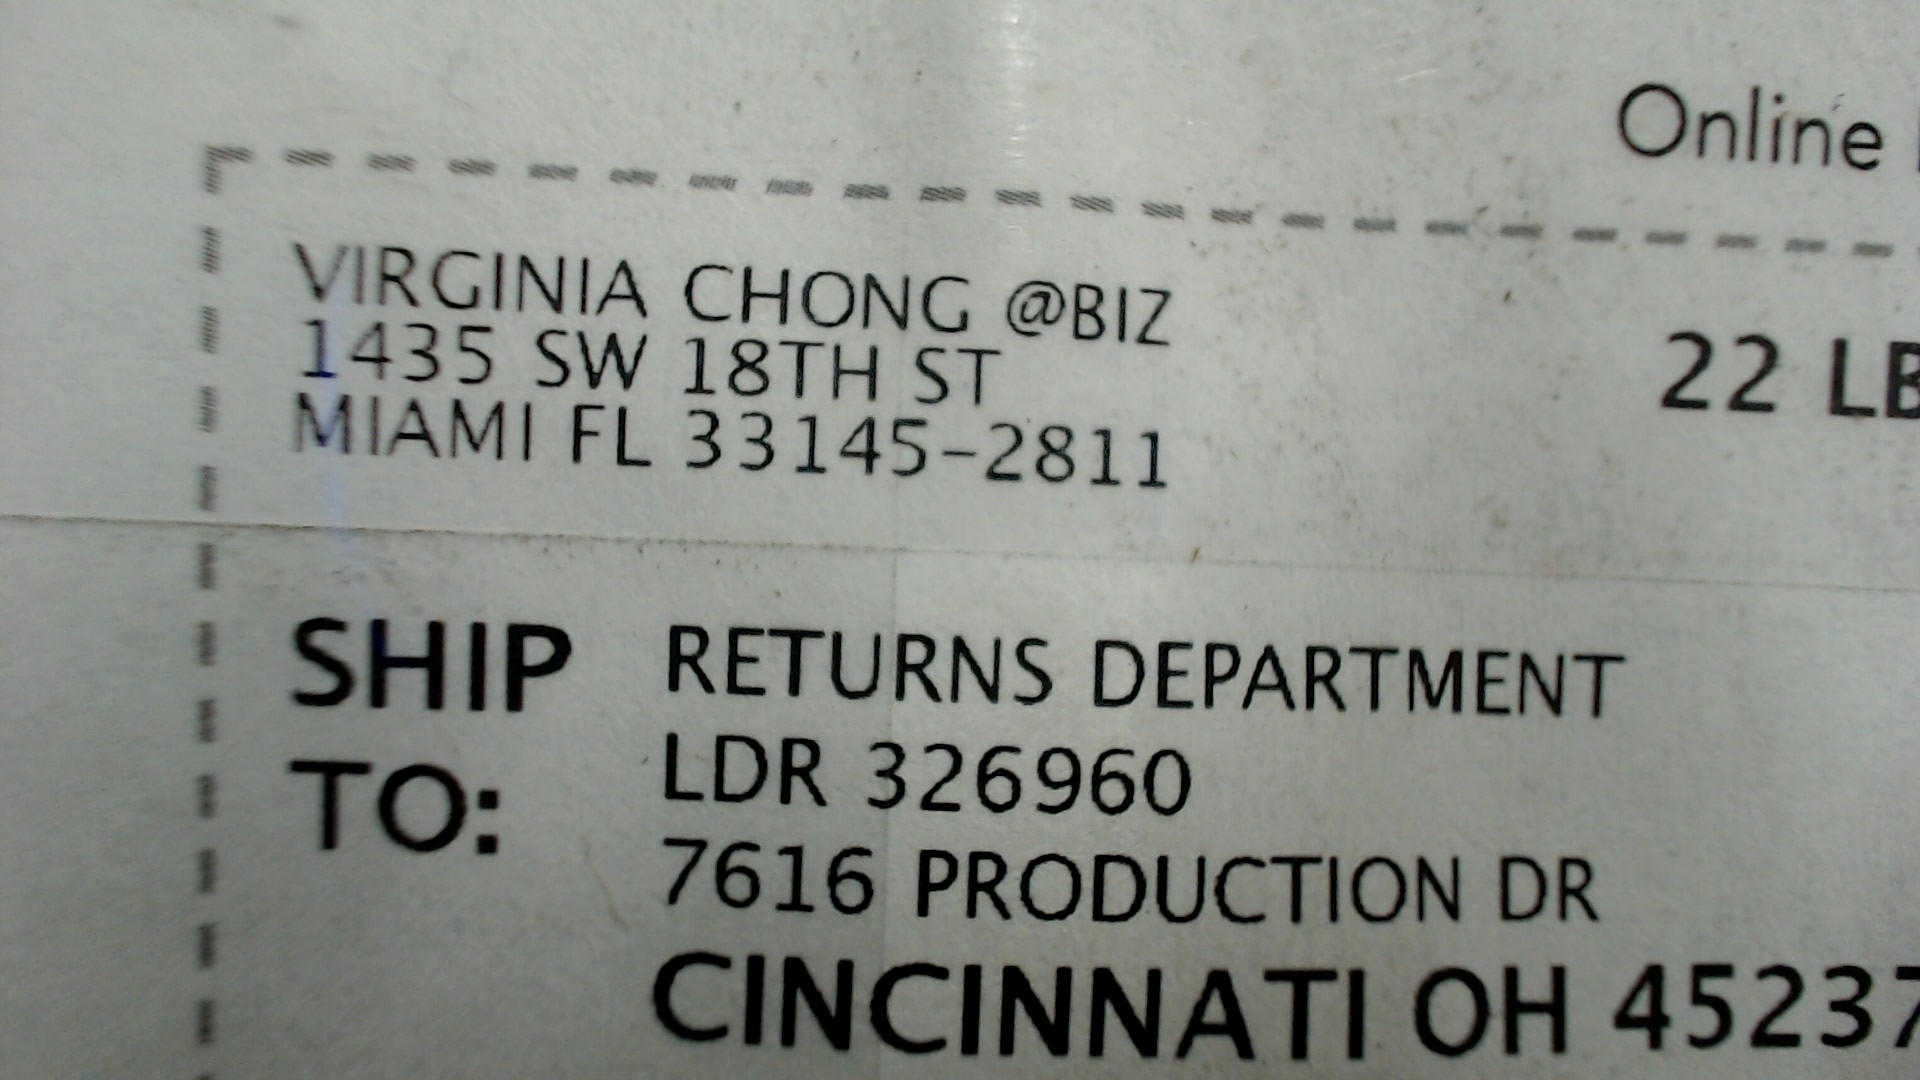 Online
VIRGINIA CHONG @BIZ
1435 SW 18TH ST
MIAMI FL 33145-2811
22 LB
SHIP TO:
RETURNS DEPARTMENT
LDR 326960
7616 PRODUCTION DR
CINCINNATI OH 45237